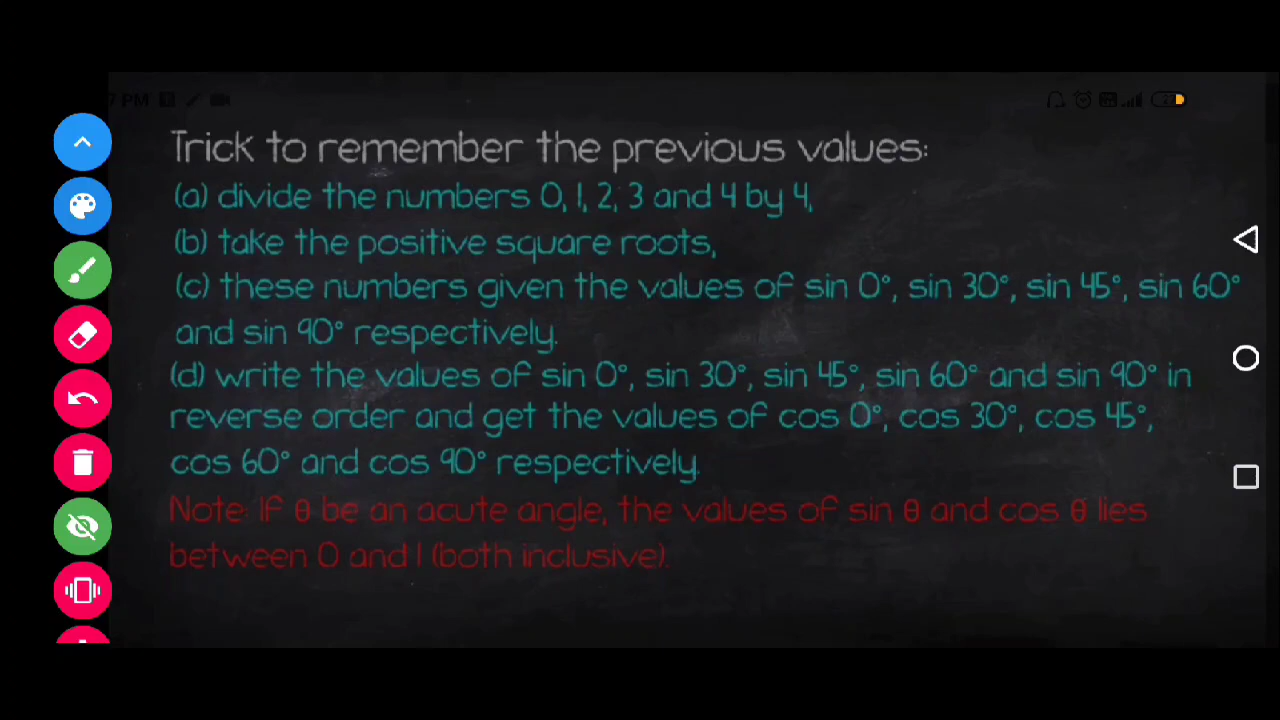 7 PM
27
Trick to remember the previous values:
(a) divide the numbers 0, 1, 2, 3 and 4 by 4,
(b) take the positive square roots,
(c) these numbers given the values of sin 0°, sin 30°, sin 45°, sin 60°
and sin 90° respectively.
(d) write the values of sin 0°, sin 30°, sin 45°, sin 60° and sin 90° in
reverse order and get the values of cos 0°, cos 30°, cos 45°,
cos 60° and cos 90° respectively.
Note: If θ be an acute angle, the values of sin θ and cos θ lies
between 0 and 1 (both inclusive).